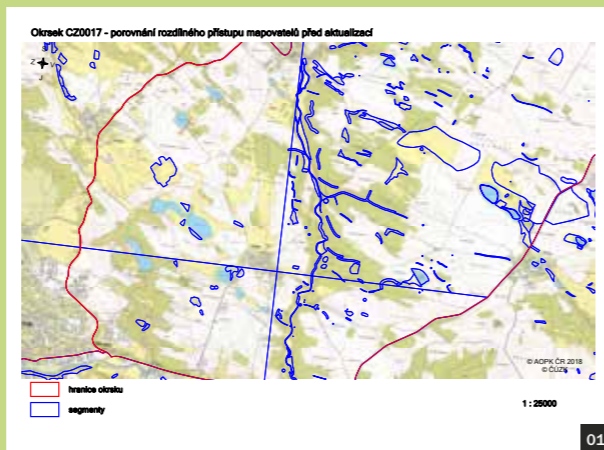 Okrsek CZ0017 - porovnání rozdílného přístupu mapovatelů před aktualizací
Z V
J
© AOPK ČR 2018
© ČÚZK
hranice okrsku
segmenty
1 : 25000
01